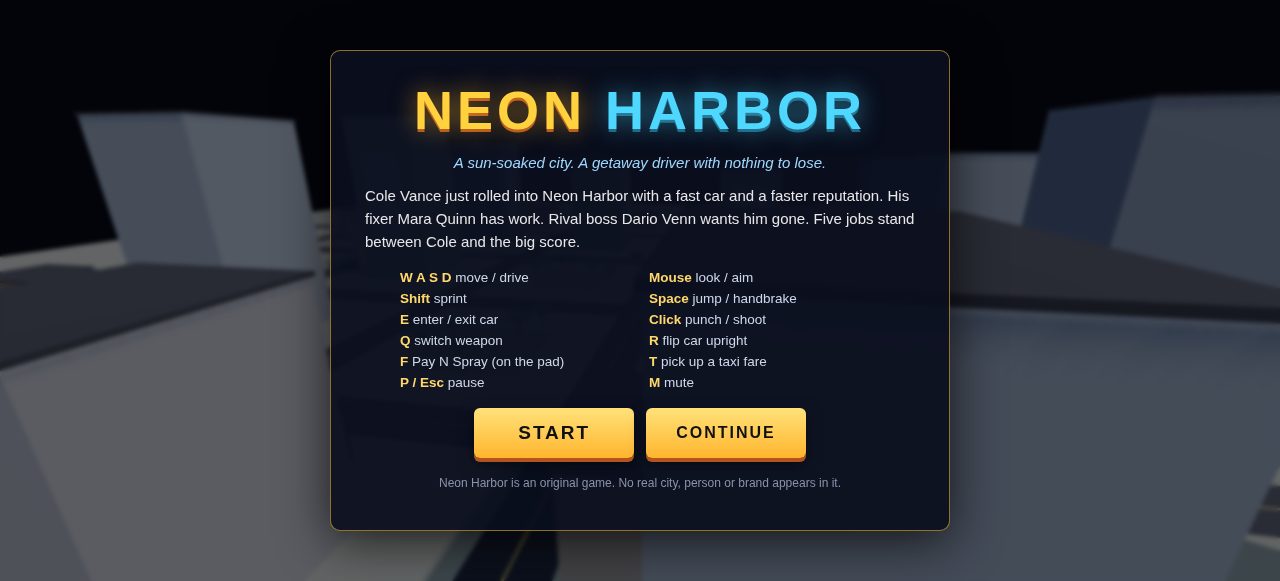 NEON HARBOR
A sun-soaked city. A getaway driver with nothing to lose.
Cole Vance just rolled into Neon Harbor with a fast car and a faster reputation. His
fixer Mara Quinn has work. Rival boss Dario Venn wants him gone. Five jobs stand
between Cole and the big score.
W A S D move / drive
Mouse look / aim
Shift sprint
Space jump / handbrake
E enter / exit car
Click punch / shoot
Q switch weapon
R flip car upright
F Pay N Spray (on the pad)
T pick up a taxi fare
P / Esc pause
M mute
START
CONTINUE
Neon Harbor is an original game. No real city, person or brand appears in it.